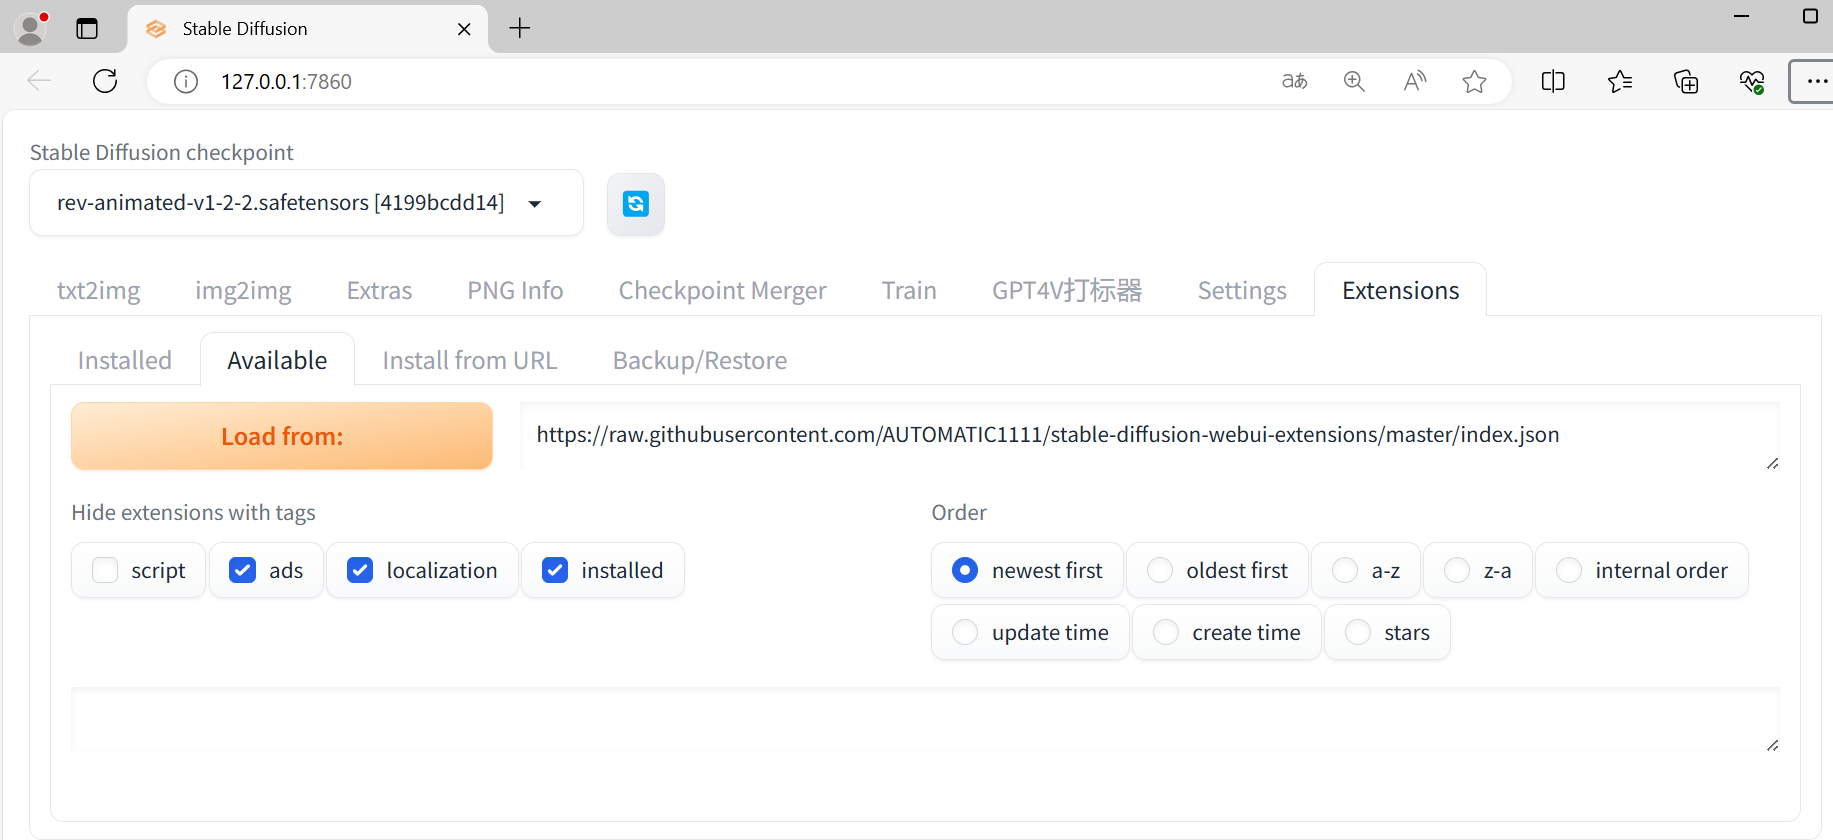 Stable Diffusion
127.0.0.1:7860
Stable Diffusion checkpoint
rev-animated-v1-2-2.safetensors [4199bcdd14]
txt2img img2img Extras PNG Info Checkpoint Merger Train GPT4V打标器 Settings Extensions
Installed Available Install from URL Backup/Restore
Load from: https://raw.githubusercontent.com/AUTOMATIC1111/stable-diffusion-webui-extensions/master/index.json
Hide extensions with tags Order
script ads localization installed newest first oldest first a-z z-a internal order
update time create time stars